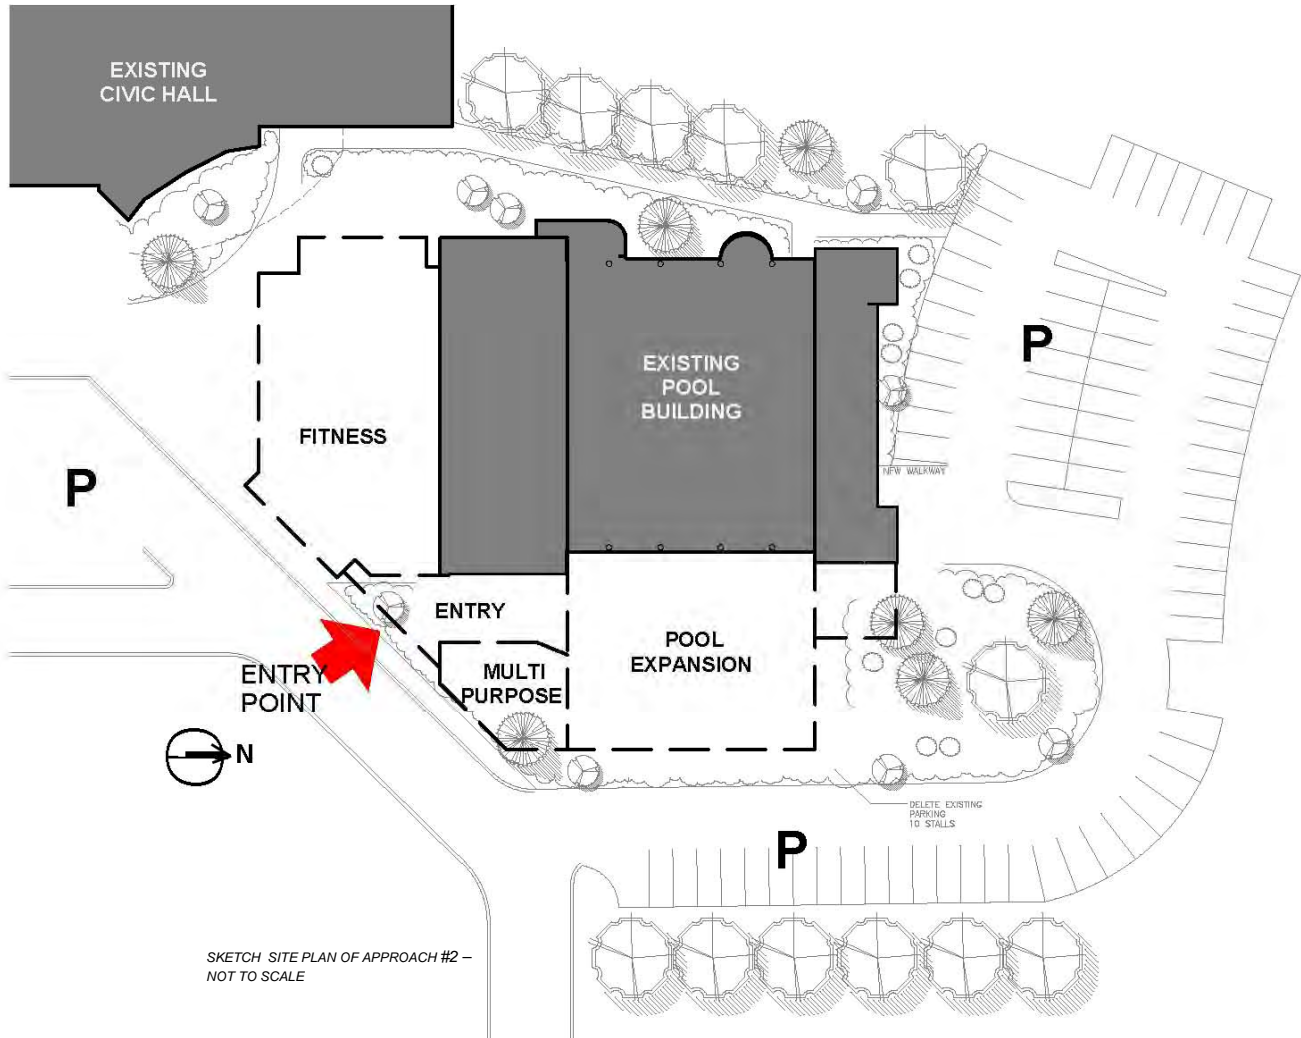 EXISTING
CIVIC HALL
P
EXISTING
POOL
BUILDING
FITNESS
P
NEW WALKWAY
ENTRY
POOL
EXPANSION
MULTI
PURPOSE
ENTRY
POINT
N
DELETE EXISTING
PARKING
10 STALLS
P
SKETCH SITE PLAN OF APPROACH #2 –
NOT TO SCALE